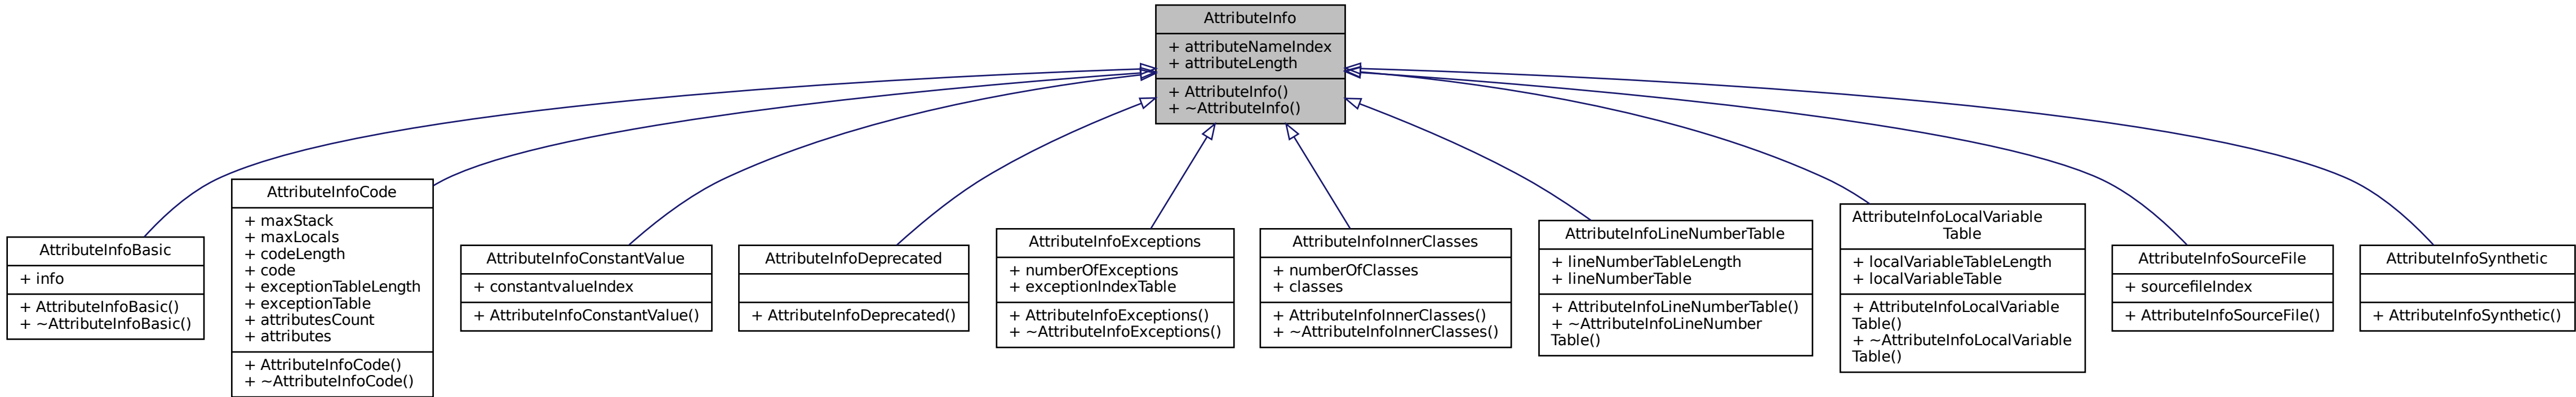 AttributeInfo
+ attributeNameIndex
+ attributeLength
+ AttributeInfo()
+ ~AttributeInfo()
AttributeInfoBasic
+ info
+ AttributeInfoBasic()
+ ~AttributeInfoBasic()
AttributeInfoCode
+ maxStack
+ maxLocals
+ codeLength
+ code
+ exceptionTableLength
+ exceptionTable
+ attributesCount
+ attributes
+ AttributeInfoCode()
+ ~AttributeInfoCode()
AttributeInfoConstantValue
+ constantvalueIndex
+ AttributeInfoConstantValue()
AttributeInfoDeprecated
+ AttributeInfoDeprecated()
AttributeInfoExceptions
+ numberOfExceptions
+ exceptionIndexTable
+ AttributeInfoExceptions()
+ ~AttributeInfoExceptions()
AttributeInfoInnerClasses
+ numberOfClasses
+ classes
+ AttributeInfoInnerClasses()
+ ~AttributeInfoInnerClasses()
AttributeInfoLineNumberTable
+ lineNumberTableLength
+ lineNumberTable
+ AttributeInfoLineNumberTable()
+ ~AttributeInfoLineNumber
Table()
AttributeInfoLocalVariable
Table
+ localVariableTableLength
+ localVariableTable
+ AttributeInfoLocalVariable
Table()
+ ~AttributeInfoLocalVariable
Table()
AttributeInfoSourceFile
+ sourcefileIndex
+ AttributeInfoSourceFile()
AttributeInfoSynthetic
+ AttributeInfoSynthetic()